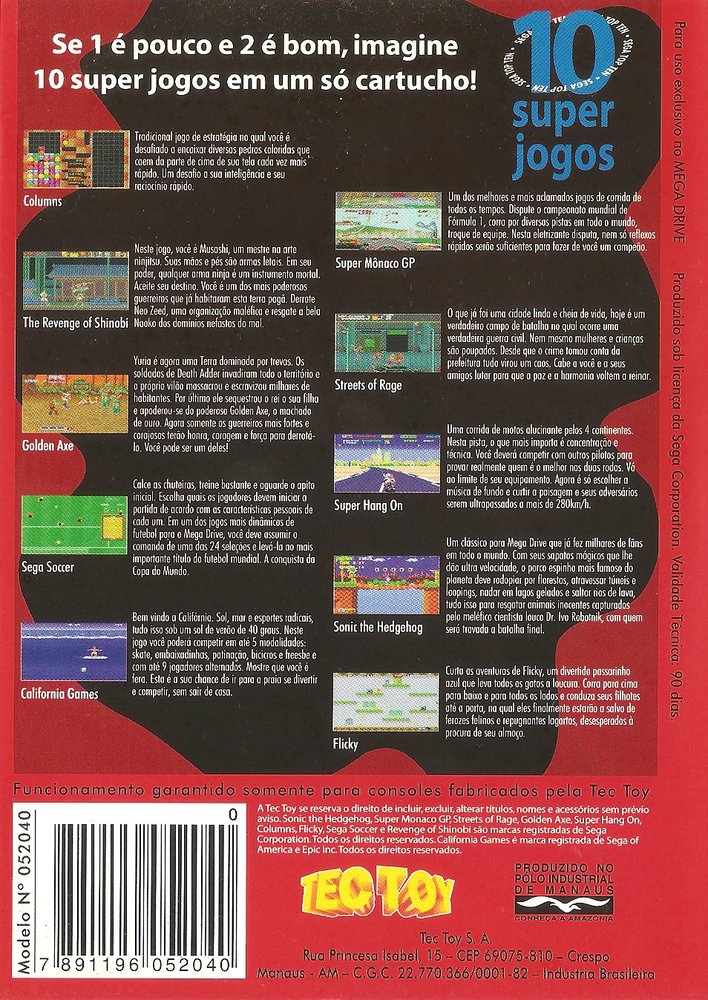 Se 1 é pouco e 2 é bom, imagine
10 super jogos em um só cartucho!
SEGA TOP TEN • SEGA TOP TEN • SEGA TOP TEN • SEGA TOP TEN •
10
super
jogos
Tradicional jogo de estratégia no qual você é
desafiado a encaixar diversas pedras coloridas que
caem da parte de cima de sua tela cada vez mais
rápido. Um desafio a sua inteligência e seu
raciocínio rápido.
Columns
Neste jogo, você é Musashi, um mestre na arte
ninjitsu. Suas mãos e pés são armas letais. Em seu
poder, qualquer arma ninja é um instrumento mortal.
Aceite seu destino. Você é um dos mais poderosos
guerreiros que já habitaram esta terra pagã. Derrote
Neo Zeed, uma organização maléfica e resgate a bela
Naoko dos domínios nefastos do mal.
The Revenge of Shinobi
Yuria é agora uma Terra dominada por trevas. Os
soldados de Death Adder invadiram todo o território e
o próprio vilão massacrou e escravizou milhares de
habitantes. Por último ele sequestrou o rei o sua filha
e apoderou-se do poderoso Golden Axe, o machado
de ouro. Agora somente os guerreiros mais fortes e
corajosos terão honra, coragem e força para derrotá-
lo. Você pode ser um deles!
Golden Axe
Calce as chuteiras, treine bastante e aguarde o apito
inicial. Escolha quais os jogadores devem iniciar a
partida de acordo com as características pessoais de
cada um. Em um dos jogos mais dinâmicos de
futebol para o Mega Drive, você deve assumir o
comando de uma das 24 seleções e levá-la ao mais
importante título do futebol mundial. A conquista da
Copa do Mundo.
Sega Soccer
Bem vindo a Califórnia. Sol, mar e esportes radicais,
tudo isso sob um sol de verão de 40 graus. Neste
jogo você poderá competir em até 5 modalidades:
skate, embaixadinhas, patinação, bicicros e freesbe e
com até 9 jogadores alternados. Mostre que você é
fera. Esta é a sua chance de ir para a praia se divertir
e competir, sem sair de casa.
California Games
Um dos melhores e mais aclamados jogos de corrida de
todos os tempos. Dispute o campeonato mundial de
Fórmula 1, corra por diversas pistas em todo o mundo,
troque de equipe. Nesta eletrizante disputa, nem só reflexos
rápidos serão suficientes para fazer de você um campeão.
Super Mônaco GP
O que já foi uma cidade linda e cheia de vida, hoje é um
verdadeiro campo de batalha no qual ocorre uma
verdadeira guerra civil. Nem mesmo mulheres e crianças
são poupados. Desde que o crime tomou conta da
prefeitura tudo virou um caos. Cabe a você e a seus
amigos lutar para que a paz e a harmonia voltem a reinar.
Streets of Rage
Uma corrida de motos alucinante pelos 4 continentes.
Nesta pista, o que mais importa é concentração e
técnica. Você deverá competir com outros pilotos para
provar realmente quem é o melhor nas duas rodas. Vá
ao limite de seu equipamento. Agora é só escolher a
música de fundo e curtir a paisagem e seus adversários
serem ultrapassados a mais de 280km/h.
Super Hang On
Um clássico para Mega Drive que já fez milhares de fãns
em todo o mundo. Com seus sapatos mágicos que lhe
dão ultra velocidade, o porco espinho mais famoso do
planeta deve rodopiar por florestas, atravessar túneis e
loopings, nadar em lagos gelados e saltar rios de lava,
tudo isso para resgatar animais inocentes capturados
pelo meléfico cientista louco Dr. Ivo Robotnik, com quem
será travada a batalha final.
Sonic the Hedgehog
Curta as aventuras de Flicky, um divertido passarinho
azul que leva todos os gatos a loucura. Corra para cima
para baixo e para todos os lados e conduza seus filhotes
até a porta, na qual eles finalmente estarão a salvo de
ferozes felinos e repugnantes lagartos, desesperados à
procura de seu almoço.
Flicky
Para uso exclusivo no MEGA DRIVE Produzido sob licença da Sega Corporation. Validade Técnica: 90 dias.
Funcionamento garantido somente para consoles fabricados pela Tec Toy.
A Tec Toy se reserva o direito de incluir, excluir, alterar títulos, nomes e acessórios sem prévio
aviso. Sonic the Hedgehog, Super Monaco GP, Streets of Rage, Golden Axe, Super Hang On,
Columns, Flicky, Sega Soccer e Revenge of Shinobi são marcas registradas de Sega
Corporation. Todos os direitos reservados. California Games é marca registrada de Sega of
America e Epic Inc. Todos os direitos reservados.
Modelo N° 052040
0
7 891196 052040
TEC TOY
PRODUZIDO NO
PÓLO INDUSTRIAL
DE MANAUS
CONHEÇA A AMAZÔNIA
Tec Toy S. A.
Rua Princesa Isabel, 15 – CEP 69075-810 – Crespo
Manaus - AM – C.G.C. 22.770.366/0001-82 – Indústria Brasileira